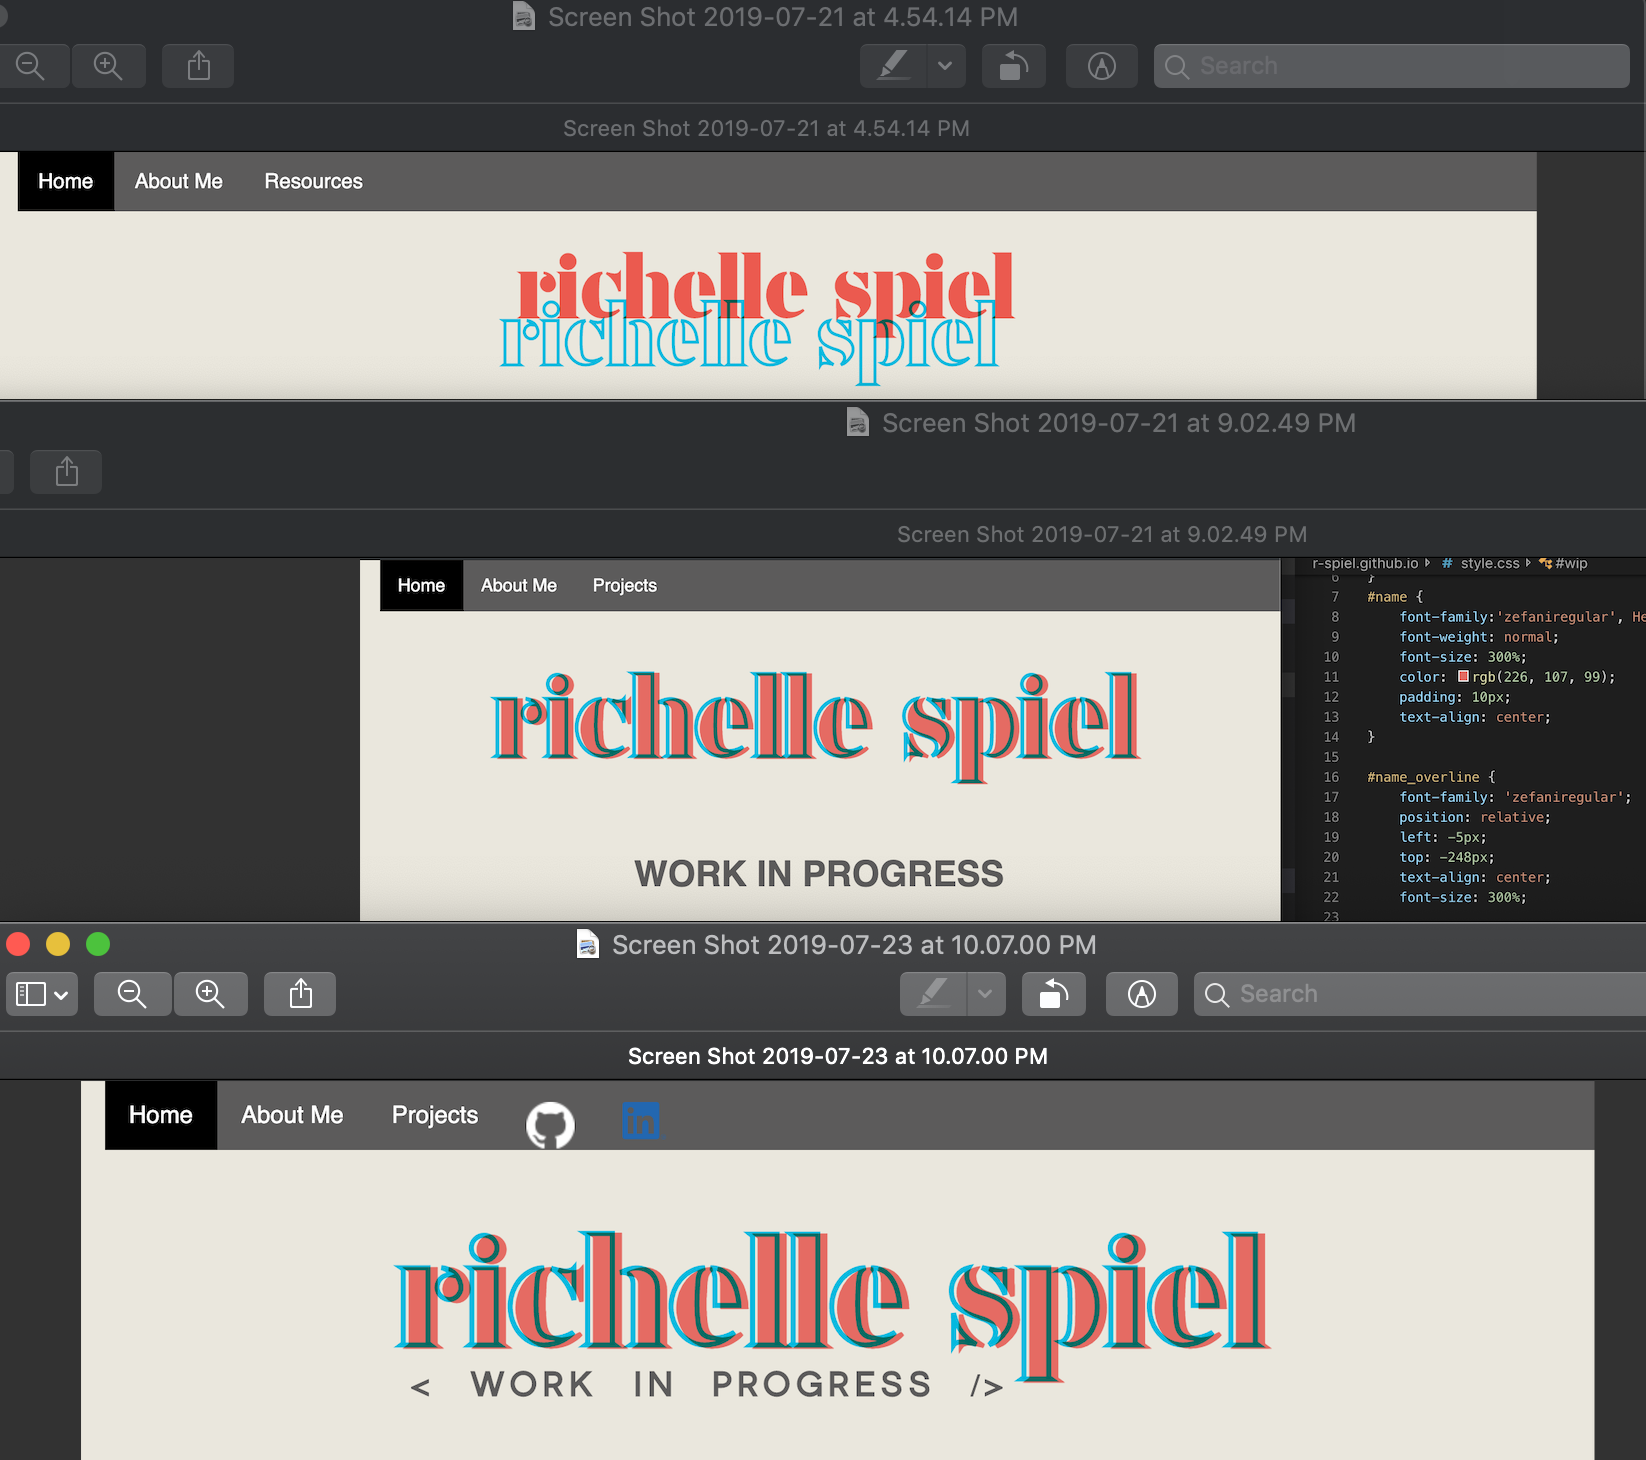 Screen Shot 2019-07-21 at 4.54.14 PM
Search
Screen Shot 2019-07-21 at 4.54.14 PM
Home About Me Resources
richelle spiel
richelle spiel
Screen Shot 2019-07-21 at 9.02.49 PM
Screen Shot 2019-07-21 at 9.02.49 PM
Home About Me Projects
richelle spiel
richelle spiel
WORK IN PROGRESS
r-spiel.github.io # style.css #wip
6 }
7 #name {
8 font-family:'zefaniregular', He
9 font-weight: normal;
10 font-size: 300%;
11 color: rgb(226, 107, 99);
12 padding: 10px;
13 text-align: center;
14 }
15
16 #name_overline {
17 font-family: 'zefaniregular';
18 position: relative;
19 left: -5px;
20 top: -248px;
21 text-align: center;
22 font-size: 300%;
23
Screen Shot 2019-07-23 at 10.07.00 PM
Search
Screen Shot 2019-07-23 at 10.07.00 PM
Home About Me Projects in
richelle spiel
richelle spiel
< WORK IN PROGRESS />